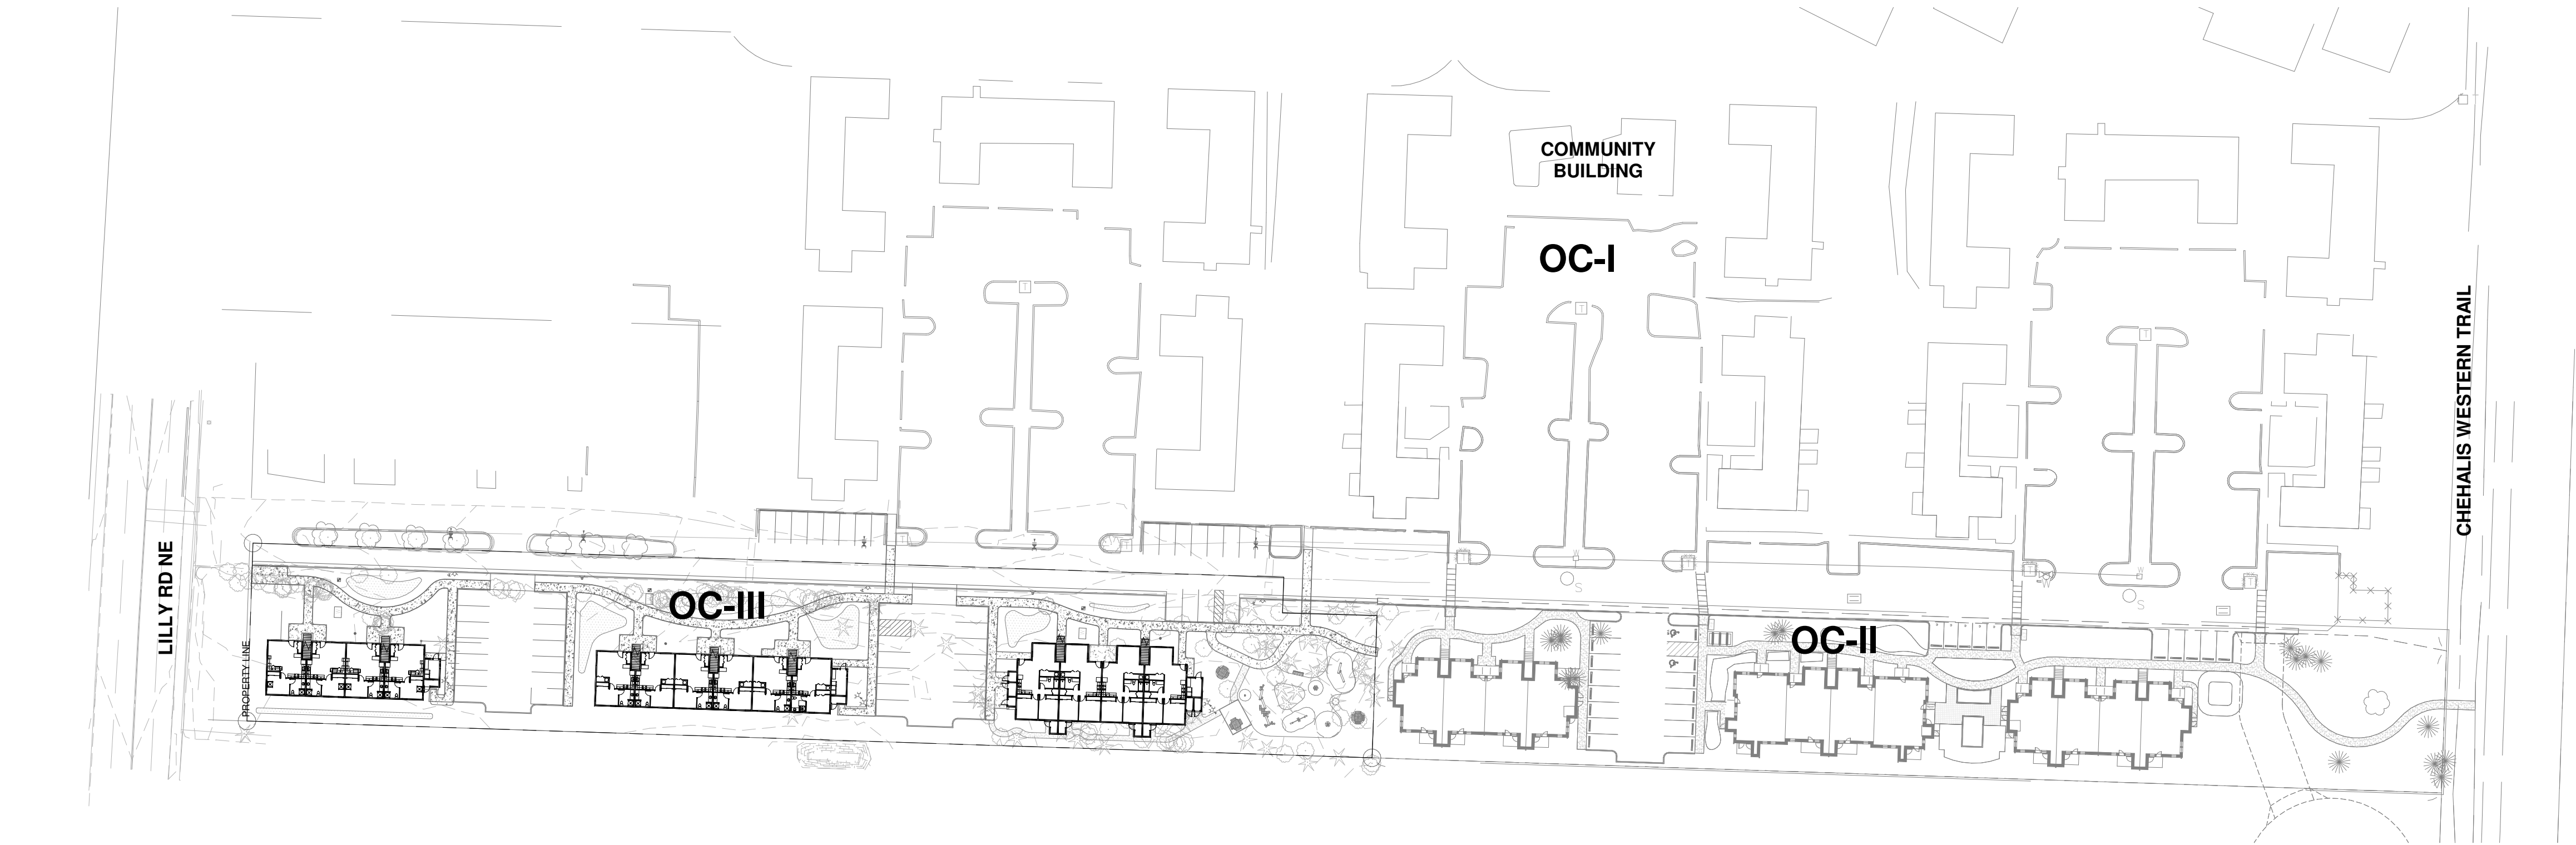 COMMUNITY
BUILDING
OC-I
T
T
T
CHEHALIS WESTERN TRAIL
LILLY RD NE
OC-III
OC-II
S
S
PROPERTY LINE